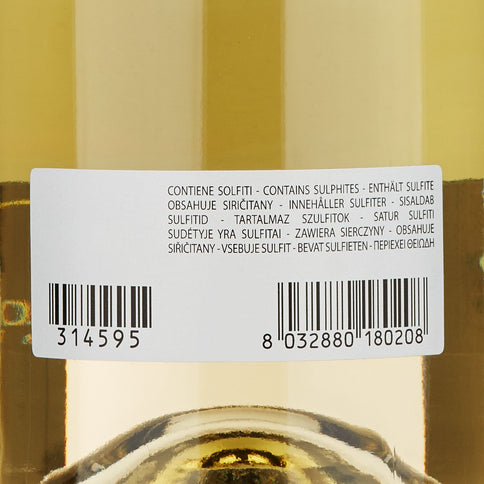 CONTIENE SOLFITI - CONTAINS SULPHITES - ENTHÄLT SULFITE
OBSAHUJE SIRIČITANY - INNEHÅLLER SULFITER - SISALDAB
SULFITID - TARTALMAZ SZULFITOK - SATUR SULFITI
SUDĖTYJE YRA SULFITAI - ZAWIERA SIERCZYNY - OBSAHUJE
SIŘIČITANY - VSEBUJE SULFIT - BEVAT SULFIETEN - ΠΕΡΙΕΧΕΙ ΘΕΙΩΔΗ
314595
8 032880 180208